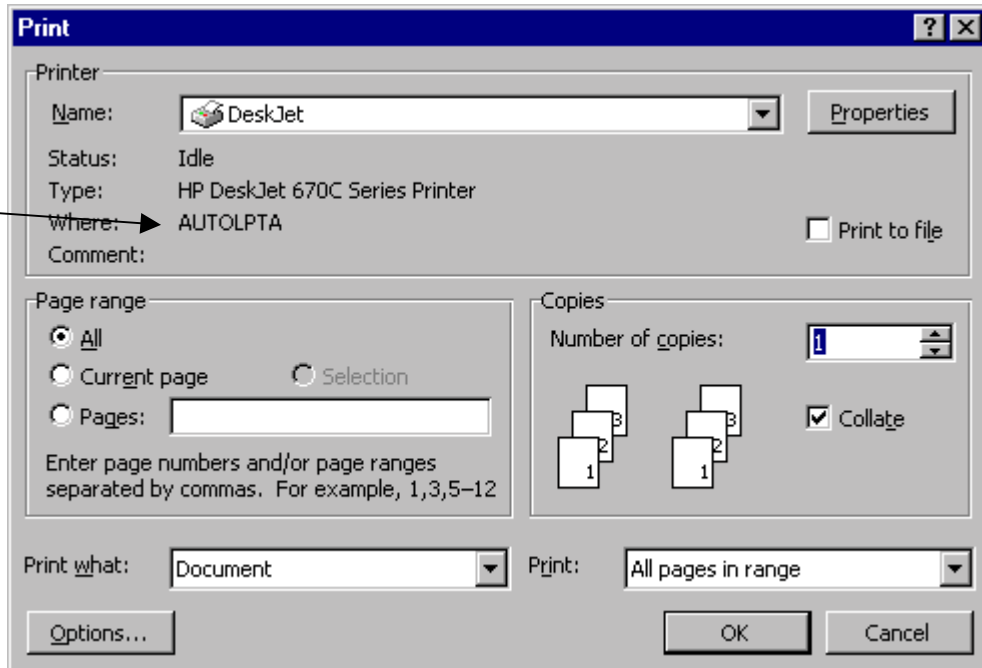 Print
Printer
Name: DeskJet Properties
Status: Idle
Type: HP DeskJet 670C Series Printer
Where: AUTOLPTA
Print to file
Comment:
Page range
All
Current page Selection
Pages:
Enter page numbers and/or page ranges
separated by commas. For example, 1,3,5–12
Copies
Number of copies: 1
1 2 3 1 2 3
Collate
Print what: Document
Print: All pages in range
Options... OK Cancel